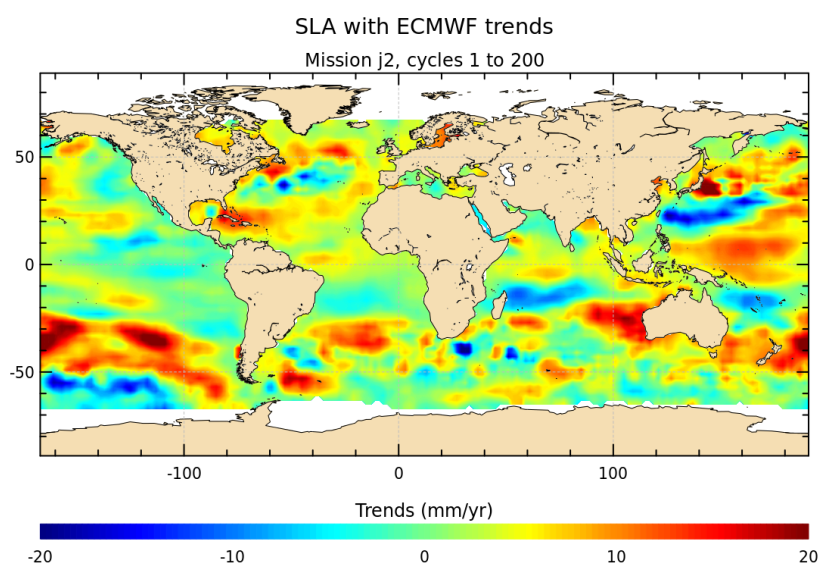 SLA with ECMWF trends
Mission j2, cycles 1 to 200
50
0
-50
-100 0 100
Trends (mm/yr)
-20 -10 0 10 20